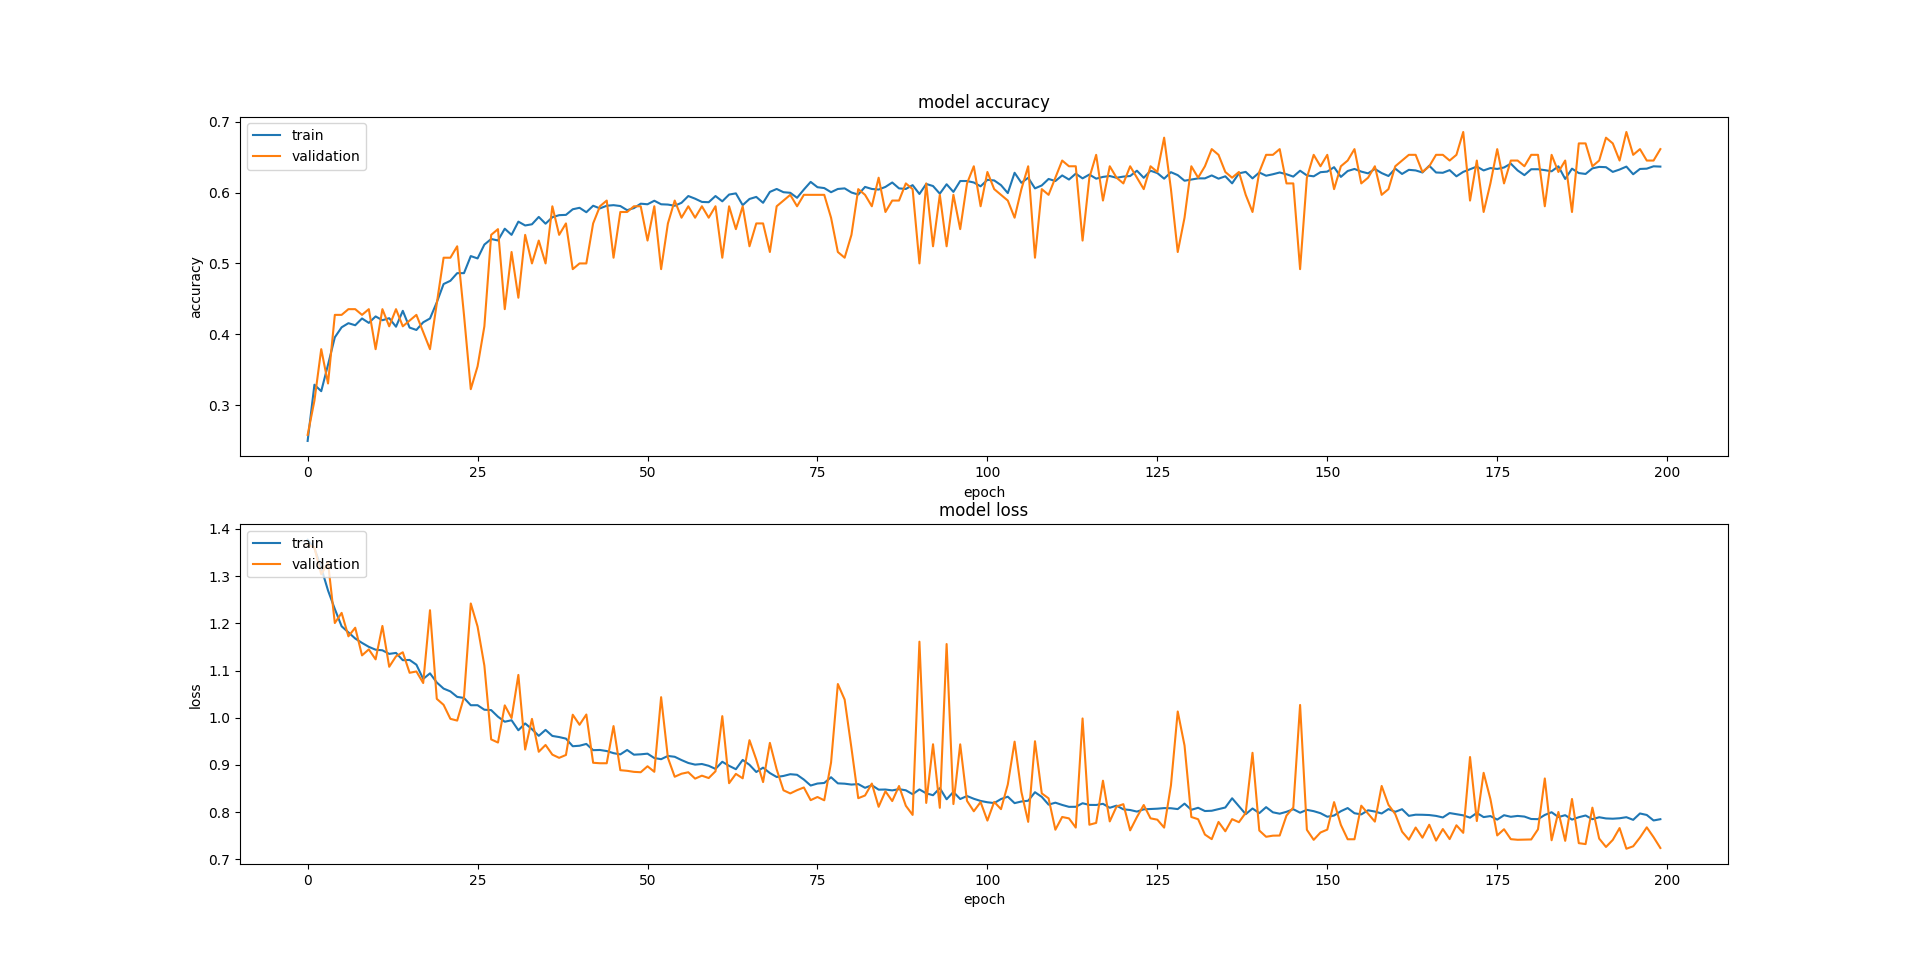 model accuracy
train
validation
0.7
0.6
0.5
0.4
0.3
accuracy
0 25 50 75 100 125 150 175 200
epoch
model loss
train
validation
1.4
1.3
1.2
1.1
1.0
0.9
0.8
0.7
loss
0 25 50 75 100 125 150 175 200
epoch